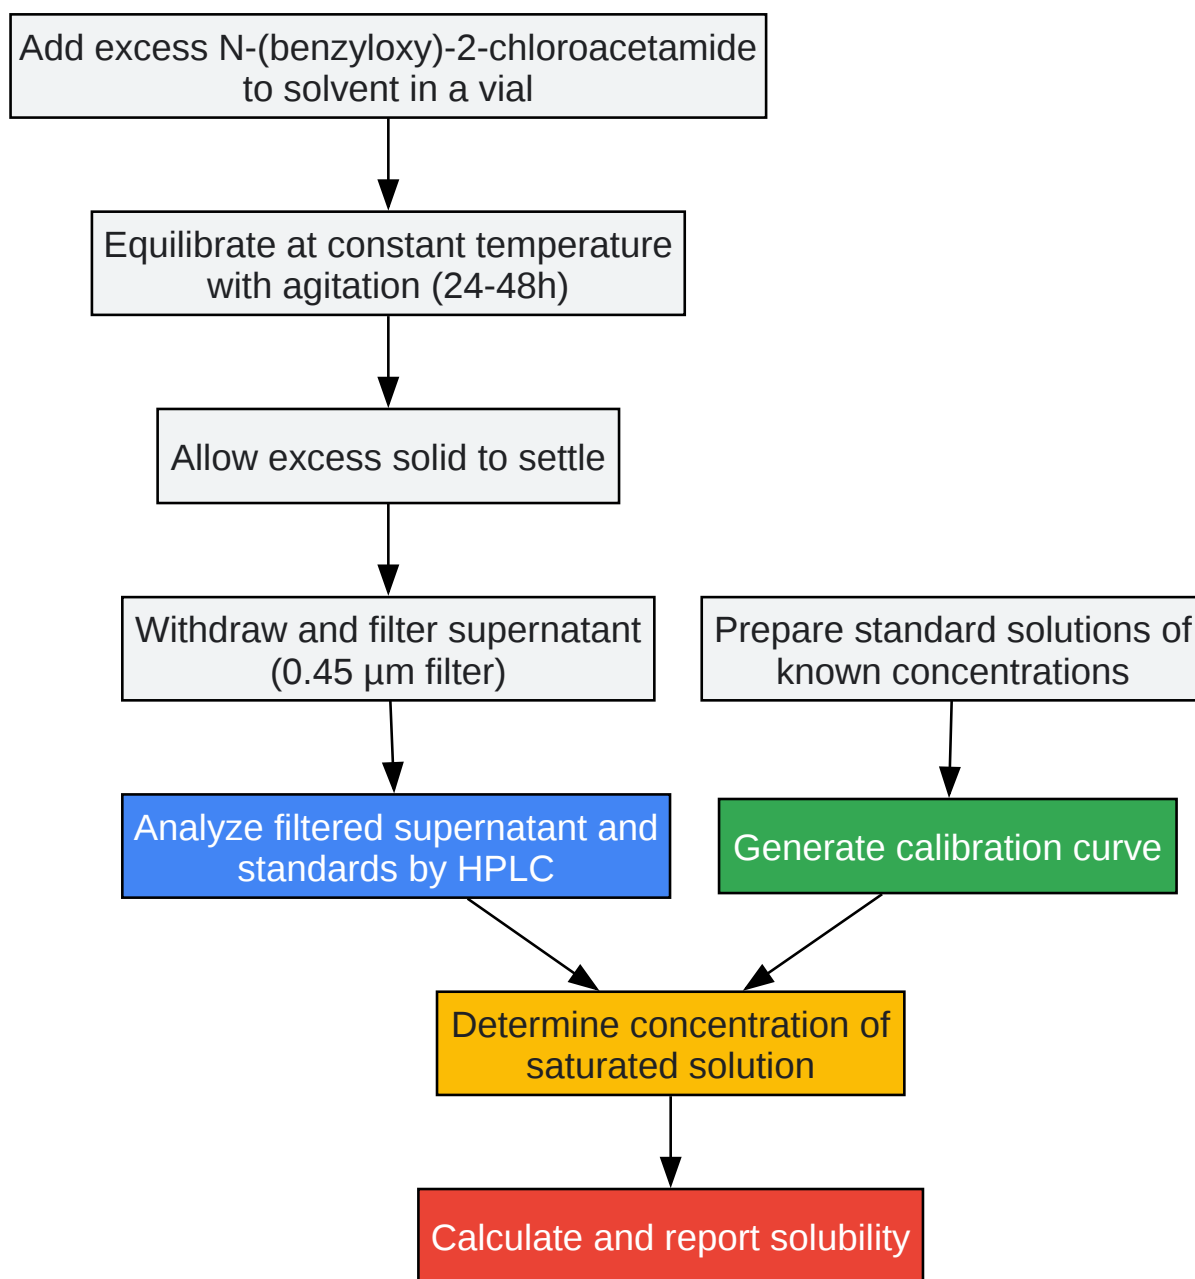 Add excess N-(benzyloxy)-2-chloroacetamide
to solvent in a vial
Equilibrate at constant temperature
with agitation (24-48h)
Allow excess solid to settle
Withdraw and filter supernatant
(0.45 µm filter)
Prepare standard solutions of
known concentrations
Analyze filtered supernatant and
standards by HPLC
Generate calibration curve
Determine concentration of
saturated solution
Calculate and report solubility